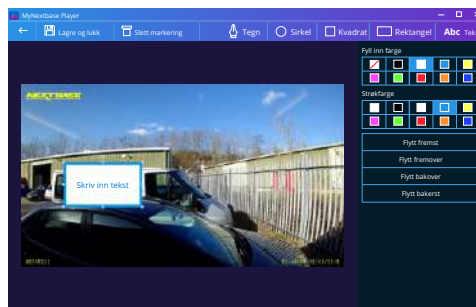 MyNextbase Player
Lagre og lukk
Slett markering
Tegn
Sirkel
Kvadrat
Rektangel
Abc
Fyll inn farge
NEXTBASE
Skriv inn tekst
Strøkfarge
Flytt fremst
Flytt fremover
Flytt bakover
Flytt bakerst